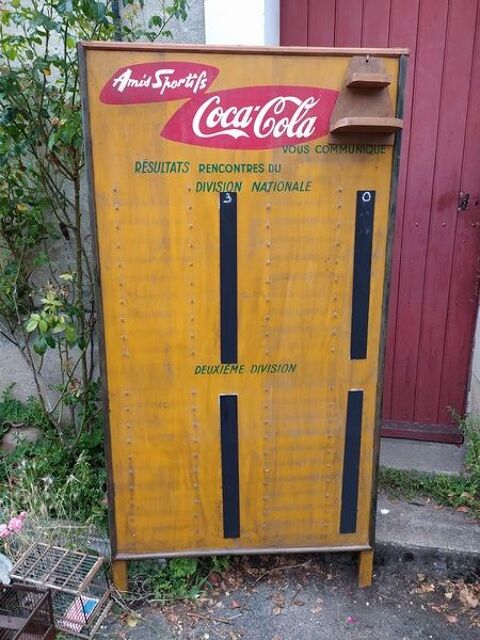 Amis Sportifs
Coca-Cola
VOUS COMMUNIQUE
RÉSULTATS RENCONTRES DU
DIVISION NATIONALE
3 0
DEUXIÈME DIVISION